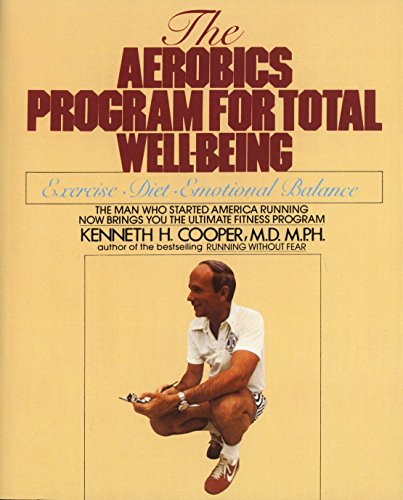 The
AEROBICS
PROGRAM FOR TOTAL
WELL-BEING
Exercise · Diet · Emotional Balance
THE MAN WHO STARTED AMERICA RUNNING
NOW BRINGS YOU THE ULTIMATE FITNESS PROGRAM
KENNETH H. COOPER, M.D. M.P.H.
author of the bestselling RUNNING WITHOUT FEAR